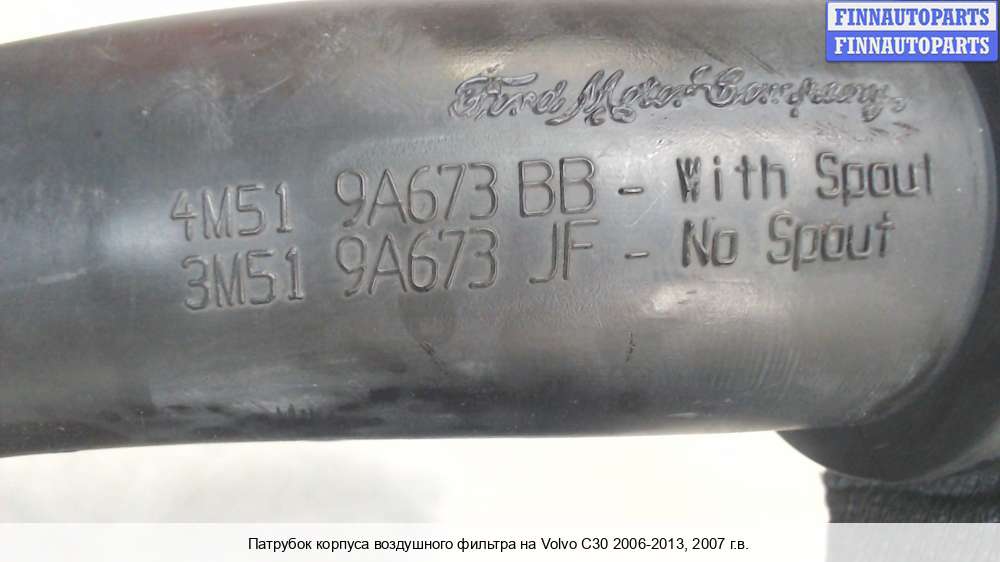 FINNAUTOPARTS
FINNAUTOPARTS
Ford Motor Company
4M51 9A673 BB - With Spout
3M51 9A673 JF - No Spout
Патрубок корпуса воздушного фильтра на Volvo C30 2006-2013, 2007 г.в.